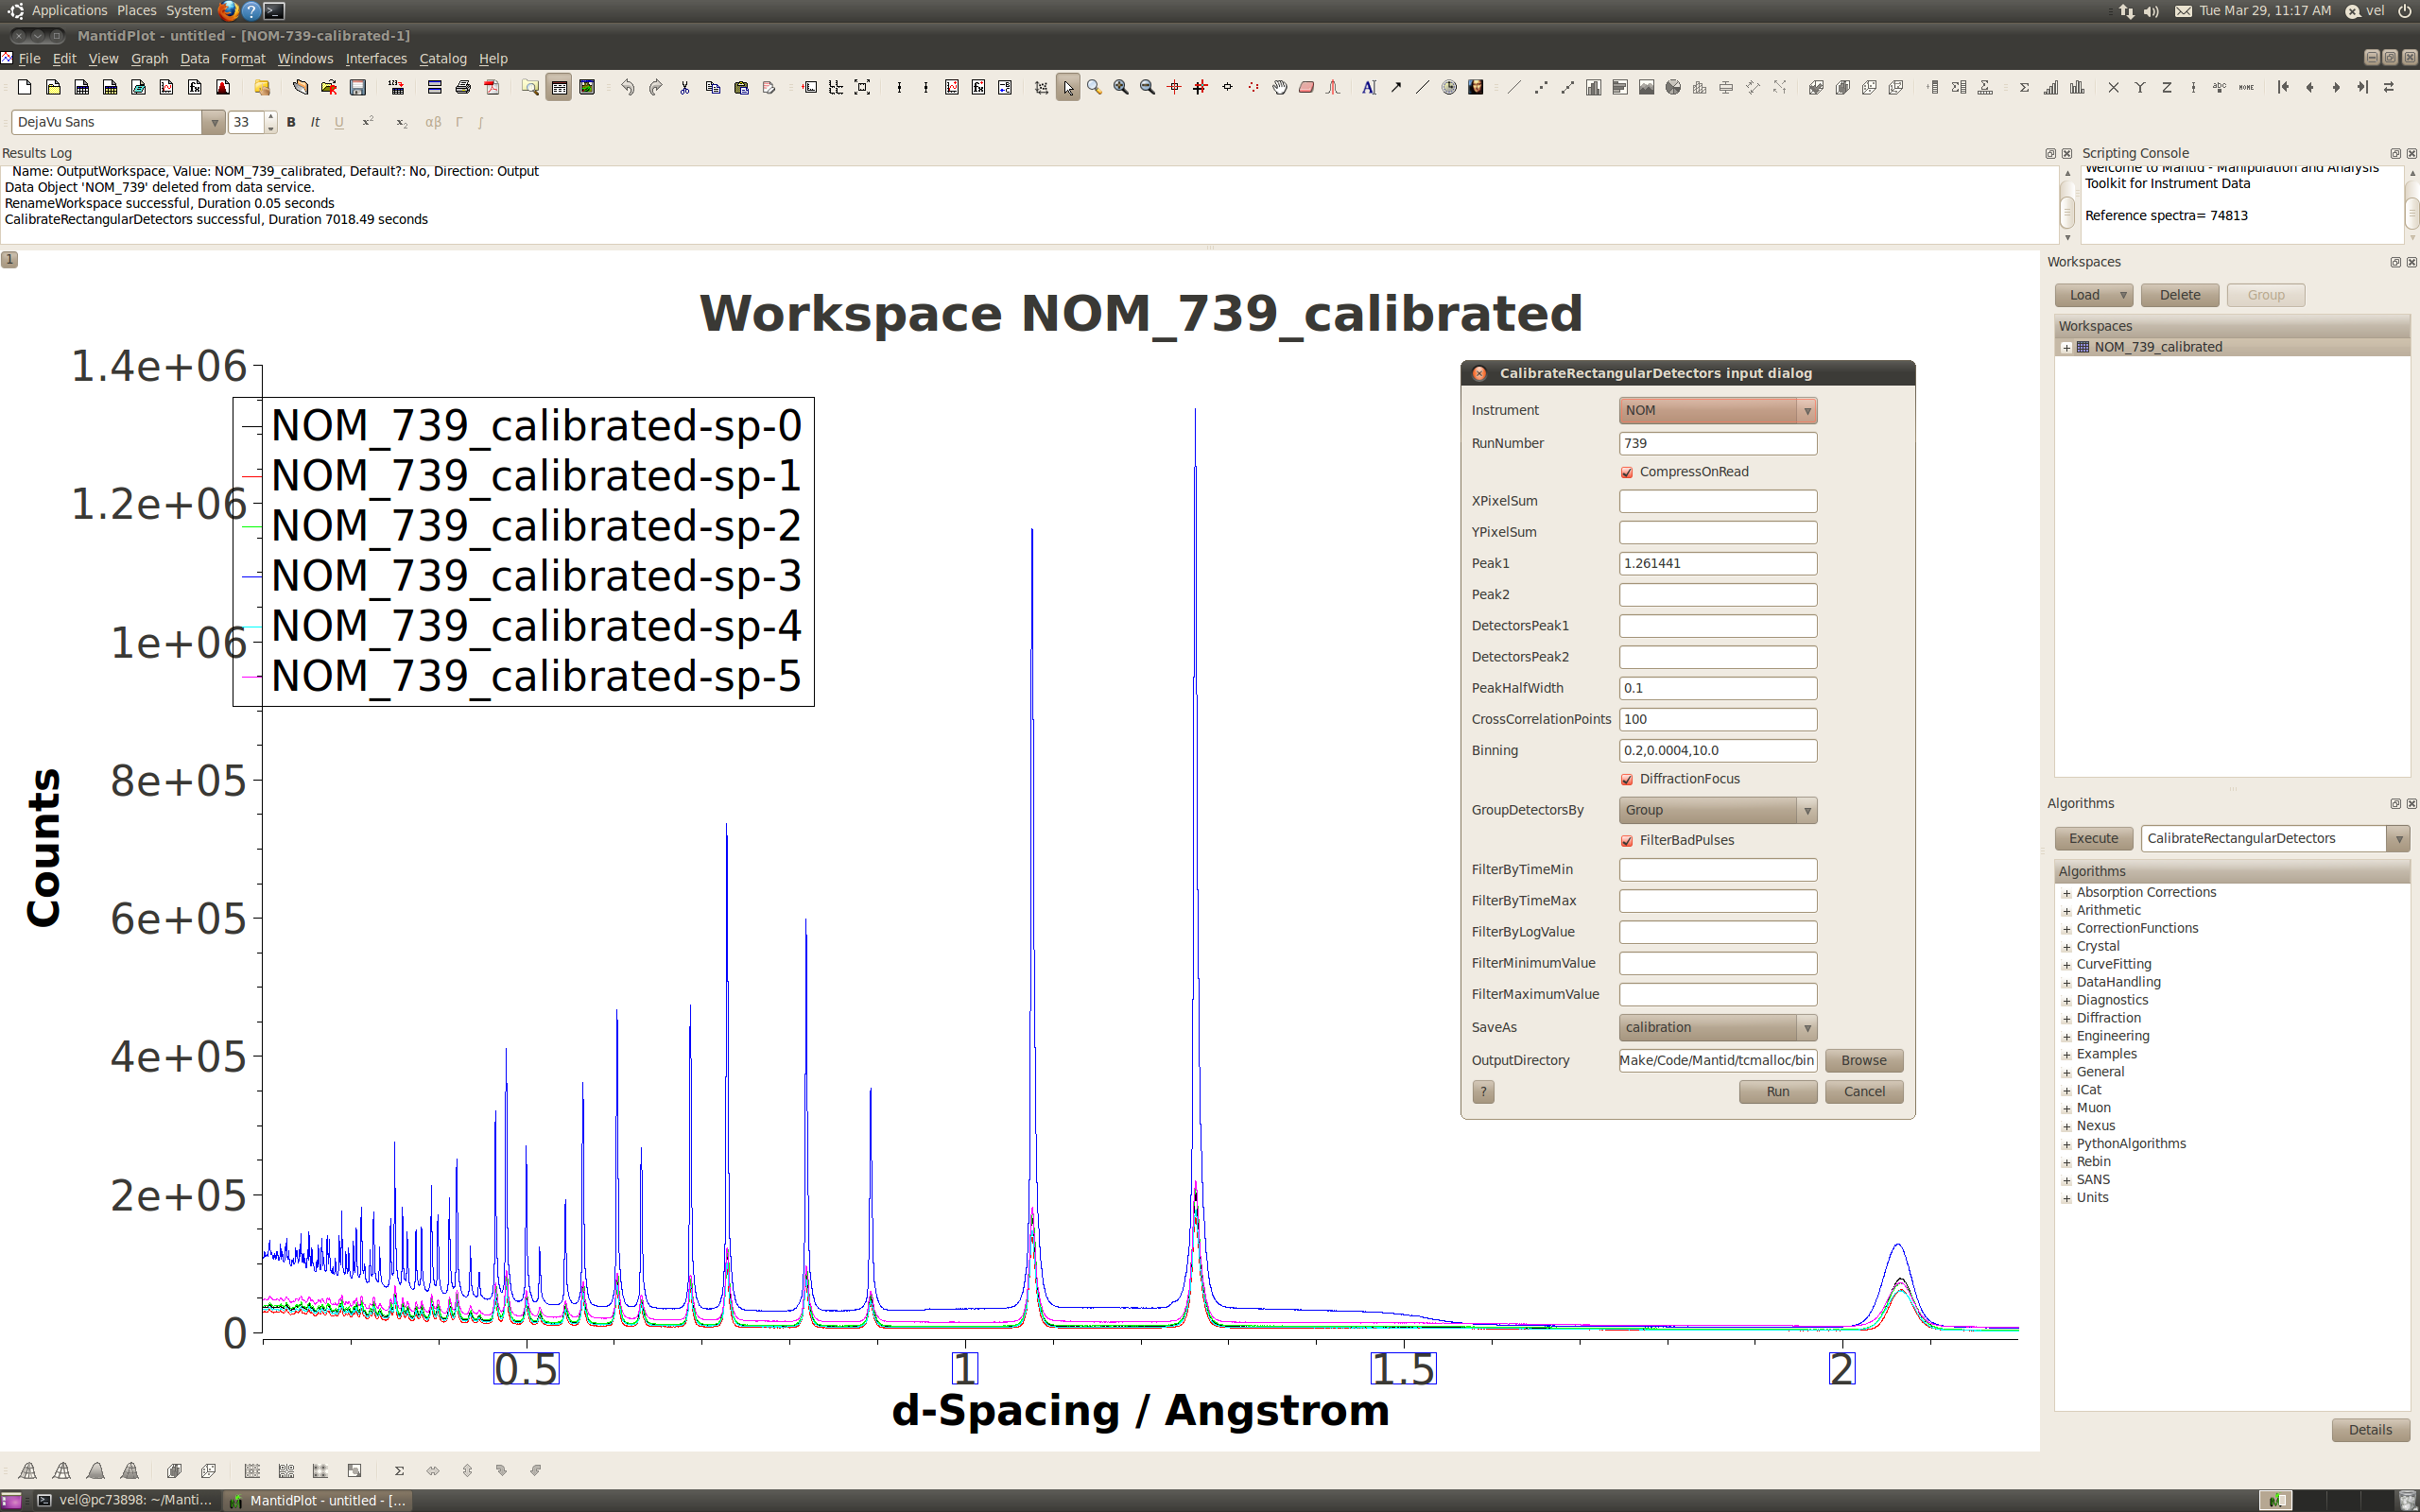 Applications Places System
Tue Mar 29, 11:17 AM vel
MantidPlot - untitled - [NOM-739-calibrated-1]
File Edit View Graph Data Format Windows Interfaces Catalog Help
DejaVu Sans 33 B It U x² x₂ αβ Γ ∫
Results Log
Name: OutputWorkspace, Value: NOM_739_calibrated, Default?: No, Direction: Output
Data Object 'NOM_739' deleted from data service.
RenameWorkspace successful, Duration 0.05 seconds
CalibrateRectangularDetectors successful, Duration 7018.49 seconds
Scripting Console
Welcome to Mantid - Manipulation and Analysis
Toolkit for Instrument Data
Reference spectra= 74813
1
Workspace NOM_739_calibrated
1.4e+06
1.2e+06
1e+06
8e+05
6e+05
4e+05
2e+05
0
Counts
NOM_739_calibrated-sp-0
NOM_739_calibrated-sp-1
NOM_739_calibrated-sp-2
NOM_739_calibrated-sp-3
NOM_739_calibrated-sp-4
NOM_739_calibrated-sp-5
0.5 1 1.5 2
d-Spacing / Angstrom
CalibrateRectangularDetectors input dialog
Instrument NOM
RunNumber 739
CompressOnRead
XPixelSum
YPixelSum
Peak1 1.261441
Peak2
DetectorsPeak1
DetectorsPeak2
PeakHalfWidth 0.1
CrossCorrelationPoints 100
Binning 0.2,0.0004,10.0
DiffractionFocus
GroupDetectorsBy Group
FilterBadPulses
FilterByTimeMin
FilterByTimeMax
FilterByLogValue
FilterMinimumValue
FilterMaximumValue
SaveAs calibration
OutputDirectory Make/Code/Mantid/tcmalloc/bin Browse
? Run Cancel
Workspaces
Load Delete Group
Workspaces
NOM_739_calibrated
Algorithms
Execute CalibrateRectangularDetectors
Algorithms
Absorption Corrections
Arithmetic
CorrectionFunctions
Crystal
CurveFitting
DataHandling
Diagnostics
Diffraction
Engineering
Examples
General
ICat
Muon
Nexus
PythonAlgorithms
Rebin
SANS
Units
Details
vel@pc73898: ~/Manti... MantidPlot - untitled - [...